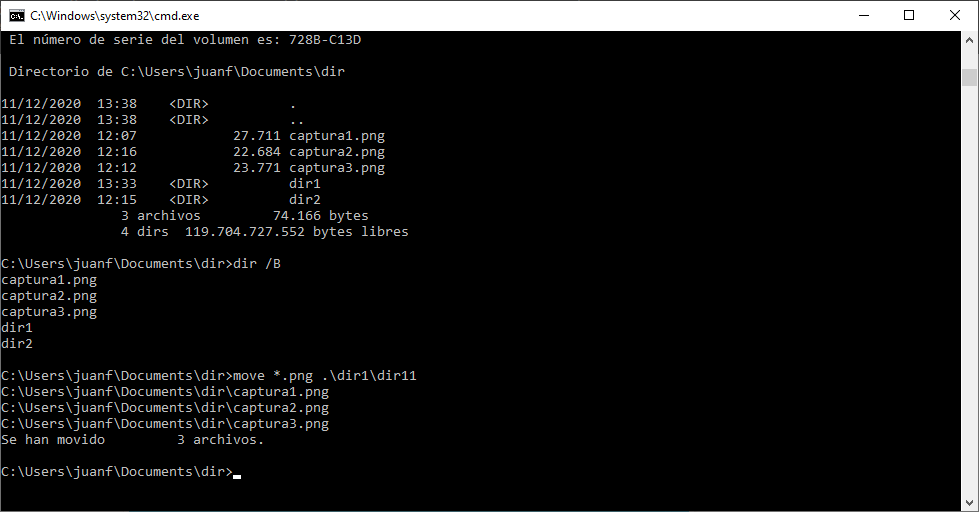 C:\Windows\system32\cmd.exe
El número de serie del volumen es: 728B-C13D
Directorio de C:\Users\juanf\Documents\dir
11/12/2020  13:38    <DIR>          .
11/12/2020  13:38    <DIR>          ..
11/12/2020  12:07            27.711 captura1.png
11/12/2020  12:16            22.684 captura2.png
11/12/2020  12:12            23.771 captura3.png
11/12/2020  13:33    <DIR>          dir1
11/12/2020  12:15    <DIR>          dir2
               3 archivos         74.166 bytes
               4 dirs  119.704.727.552 bytes libres
C:\Users\juanf\Documents\dir>dir /B
captura1.png
captura2.png
captura3.png
dir1
dir2
C:\Users\juanf\Documents\dir>move *.png .\dir1\dir11
C:\Users\juanf\Documents\dir\captura1.png
C:\Users\juanf\Documents\dir\captura2.png
C:\Users\juanf\Documents\dir\captura3.png
Se han movido         3 archivos.
C:\Users\juanf\Documents\dir>